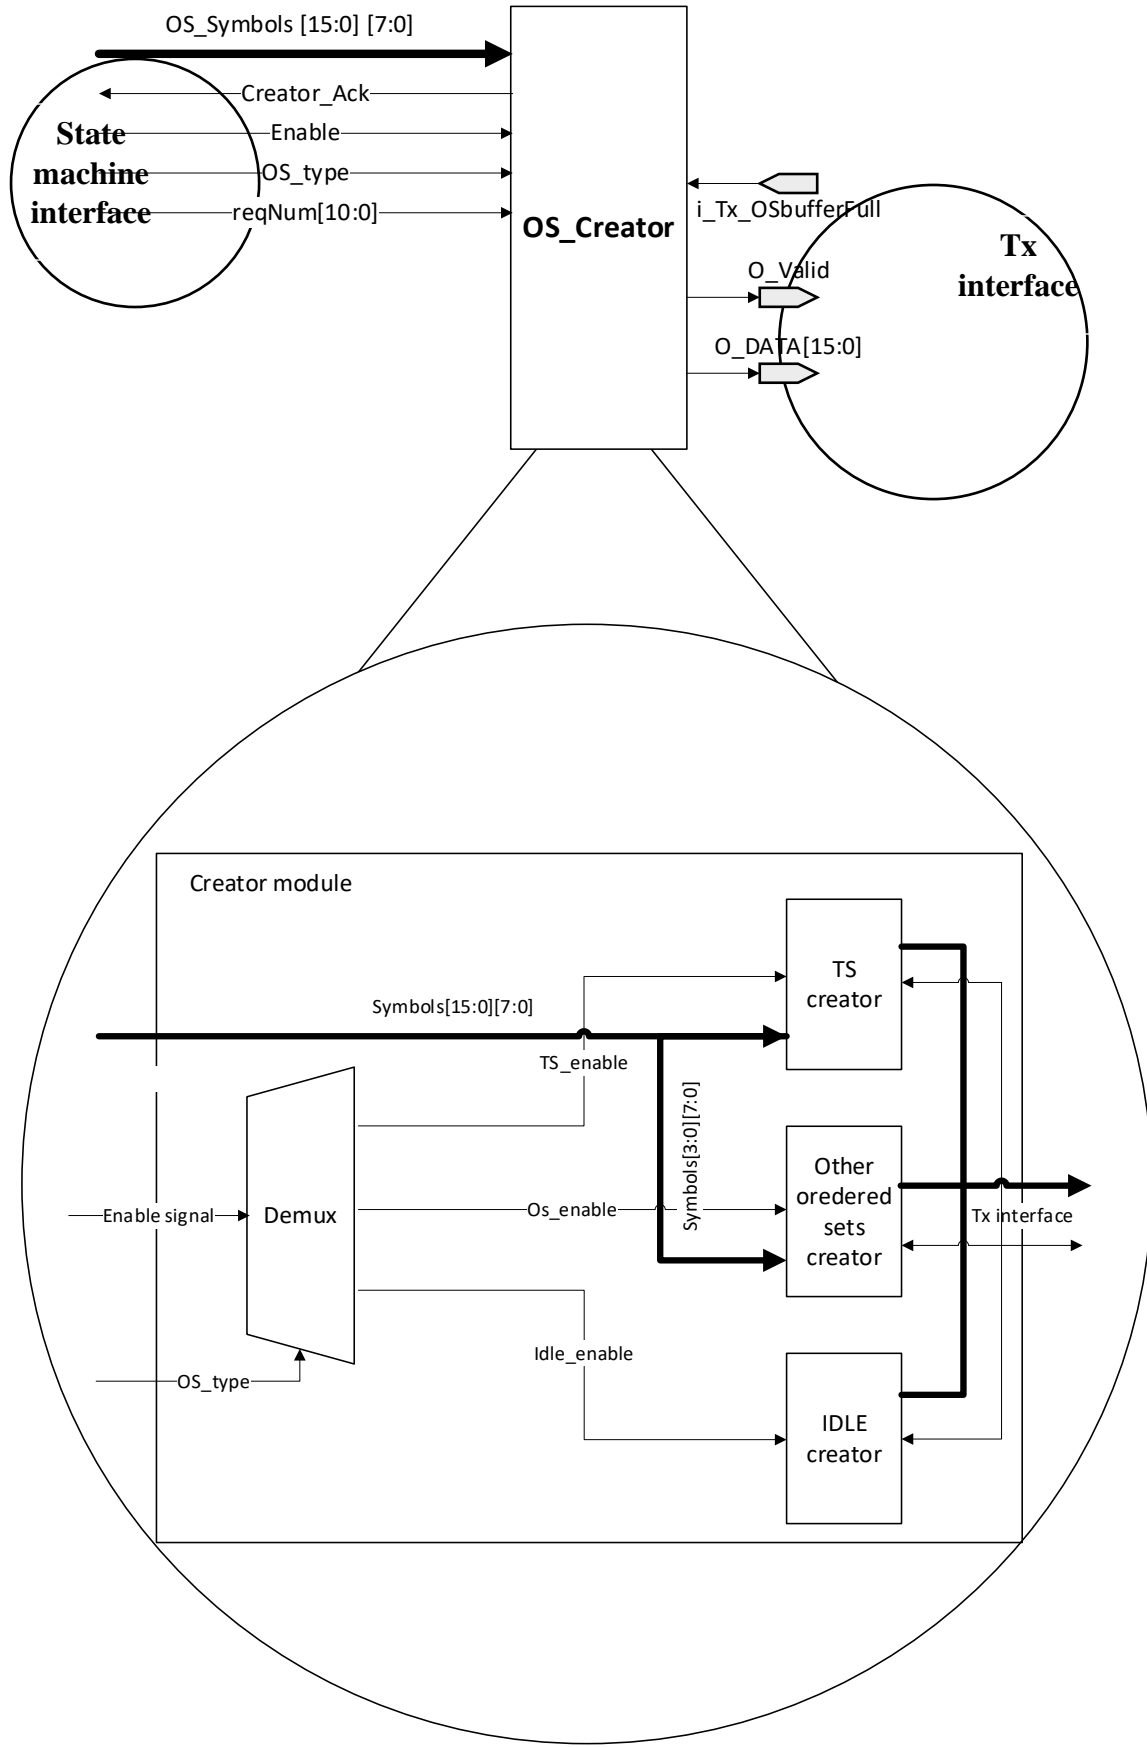 OS_Symbols [15:0] [7:0]
Creator_Ack
Enable
OS_type
reqNum[10:0]
State
machine
interface
OS_Creator
i_Tx_OSbufferFull
O_Valid
O_DATA[15:0]
Tx
interface
Creator module
Symbols[15:0][7:0]
TS_enable
Symbols[3:0][7:0]
TS
creator
Enable signal
Demux
Os_enable
Other
oredered
sets
creator
Tx interface
Idle_enable
OS_type
IDLE
creator